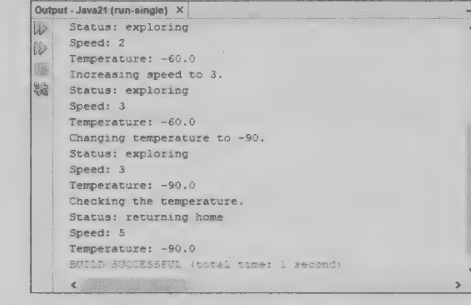 Output - Java21 (run-single) ×
Status: exploring
Speed: 2
Temperature: -60.0
Increasing speed to 3.
Status: exploring
Speed: 3
Temperature: -60.0
Changing temperature to -90.
Status: exploring
Speed: 3
Temperature: -90.0
Checking the temperature.
Status: returning home
Speed: 5
Temperature: -90.0
BUILD SUCCESSFUL (total time: 1 second)